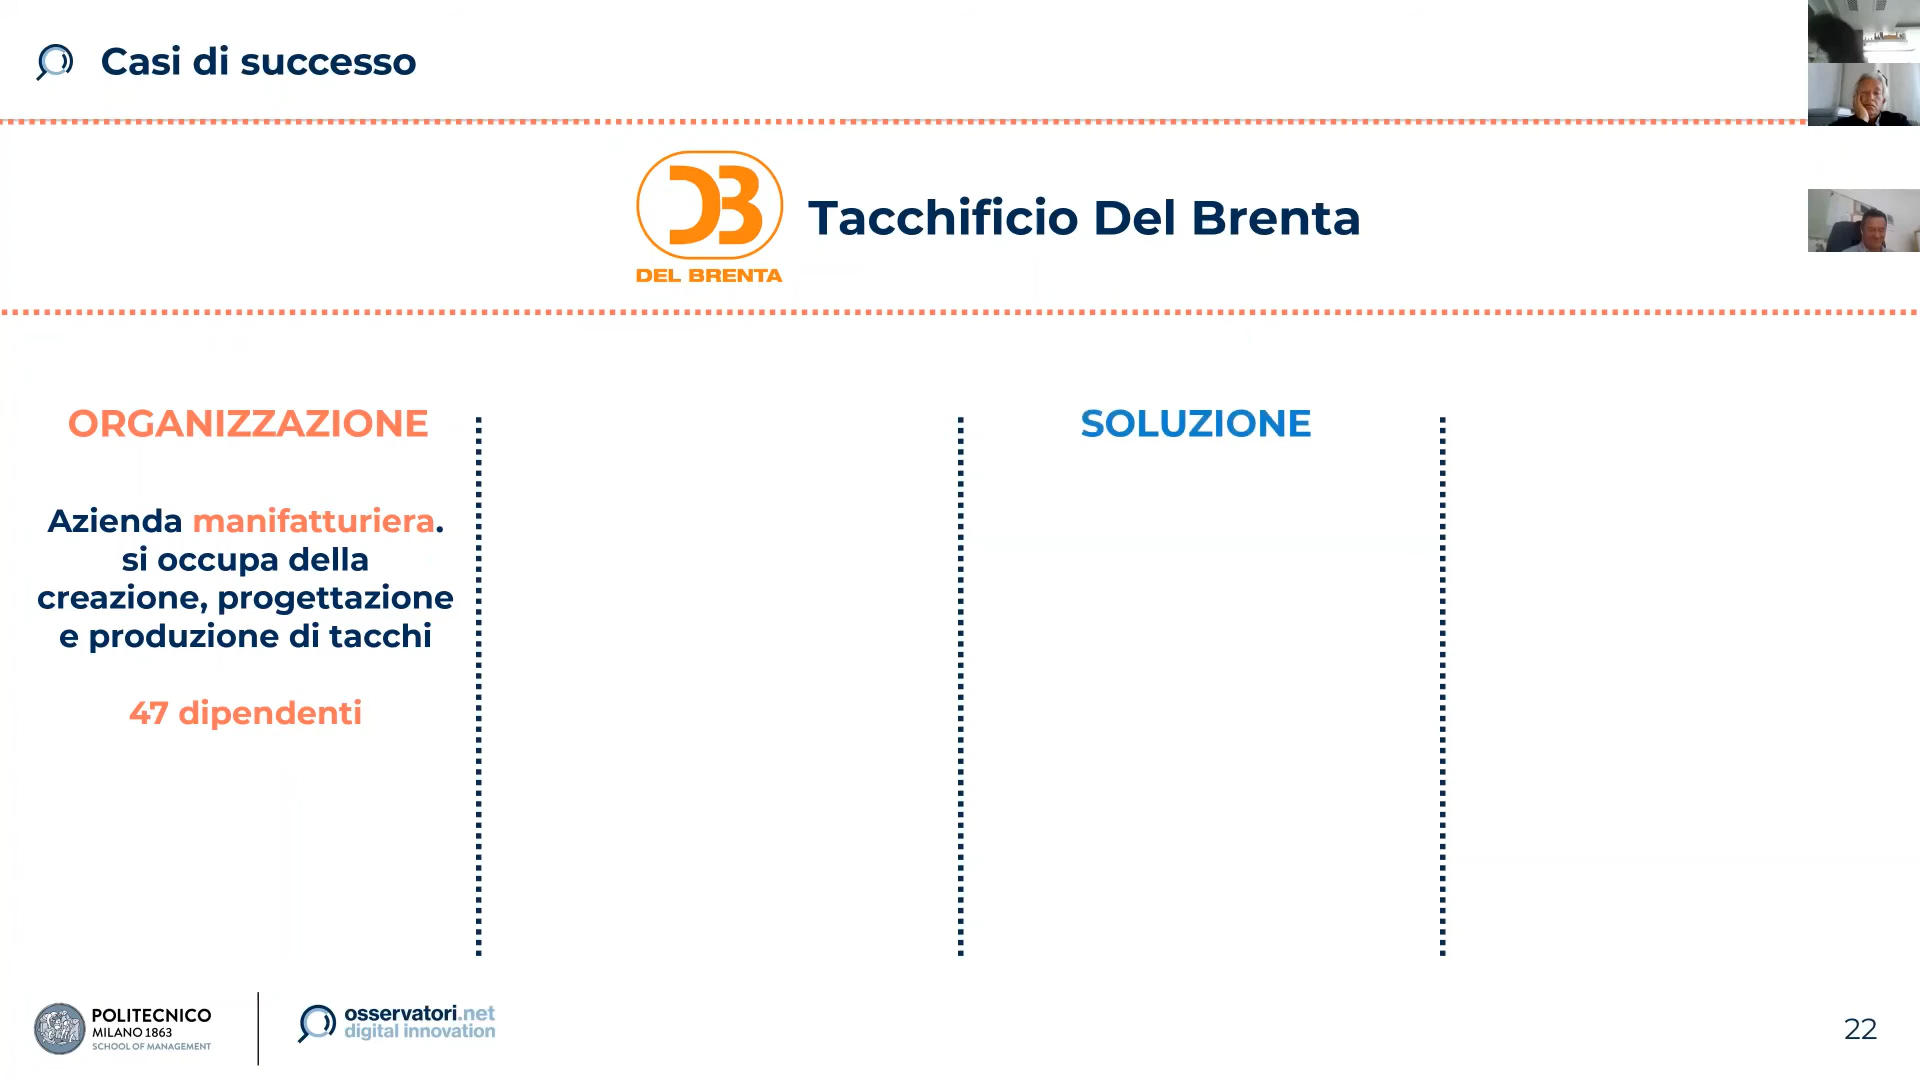 Casi di successo
DB
DEL BRENTA
Tacchificio Del Brenta
ORGANIZZAZIONE
Azienda manifatturiera.
si occupa della
creazione, progettazione
e produzione di tacchi
47 dipendenti
SOLUZIONE
POLITECNICO
MILANO 1863
SCHOOL OF MANAGEMENT
osservatori.net
digital innovation
22